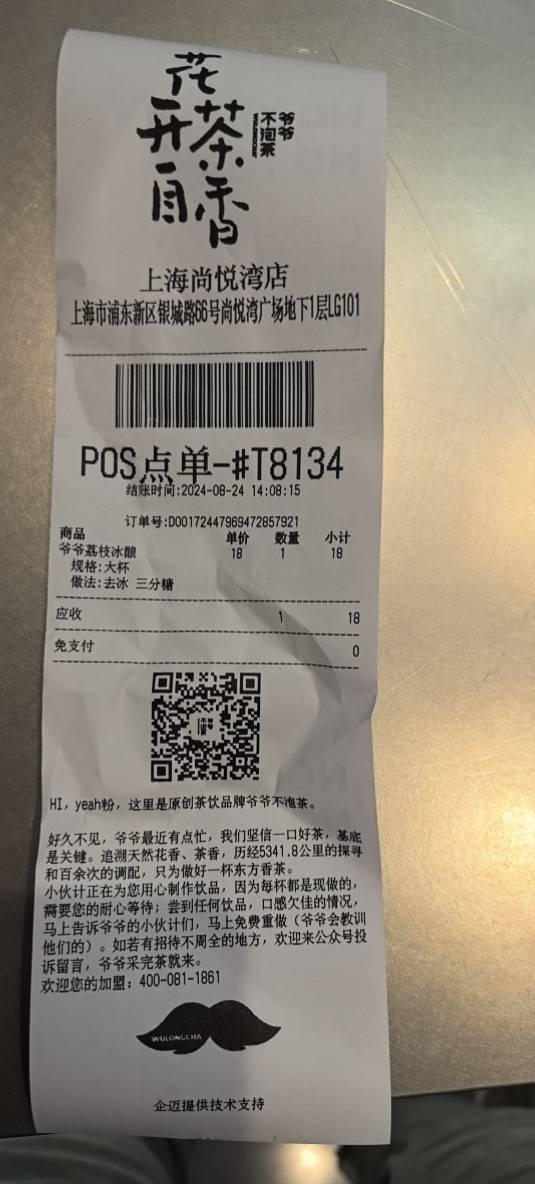 花
开茶
自香
爷爷
不泡茶
上海尚悦湾店
上海市浦东新区银城路66号尚悦湾广场地下1层LG101
POS点单-#T8134
结账时间:2024-08-24 14:08:15
订单号:D00172447969472857921
商品 单价 数量 小计
爷爷荔枝冰酿 18 1 18
规格:大杯
做法:去冰 三分糖
应收 1 18
免支付 0
HI，yeah粉，这里是原创茶饮品牌爷爷不泡茶。
好久不见，爷爷最近有点忙，我们坚信一口好茶，基底
是关键。追溯天然花香、茶香，历经5341.8公里的探寻
和百余次的调配，只为做好一杯东方香茶。
小伙计正在为您用心制作饮品，因为每杯都是现做的，
需要您的耐心等待；尝到任何饮品，口感欠佳的情况，
马上告诉爷爷的小伙计们，马上免费重做（爷爷会教训
他们的）。如若有招待不周全的地方，欢迎来公众号投
诉留言，爷爷采完茶就来。
欢迎您的加盟：400-081-1861
WULONGCHA
企迈提供技术支持